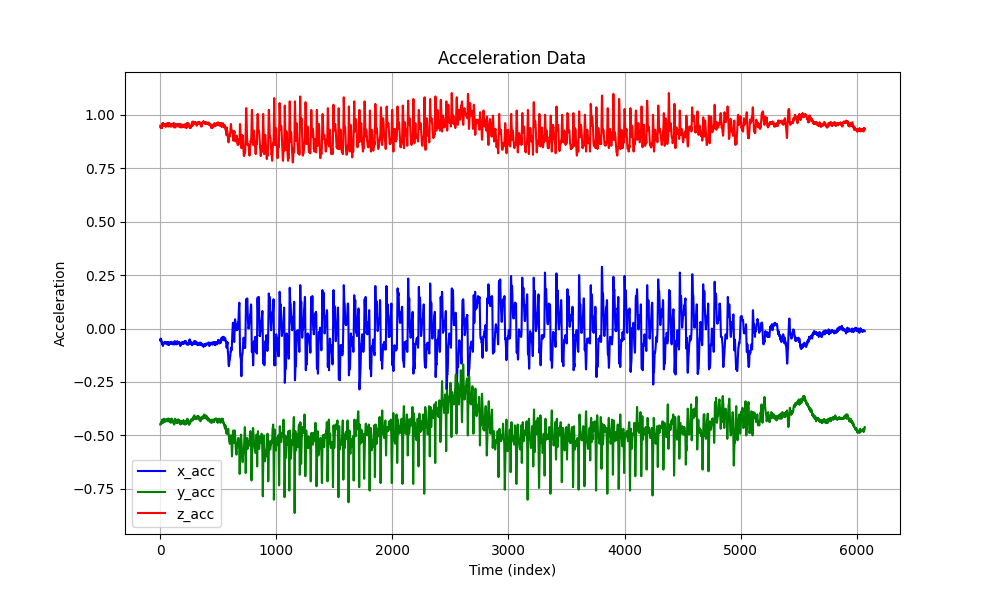 Acceleration Data
Acceleration
1.00
0.75
0.50
0.25
0.00
−0.25
−0.50
−0.75
x_acc
y_acc
z_acc
0 1000 2000 3000 4000 5000 6000
Time (index)